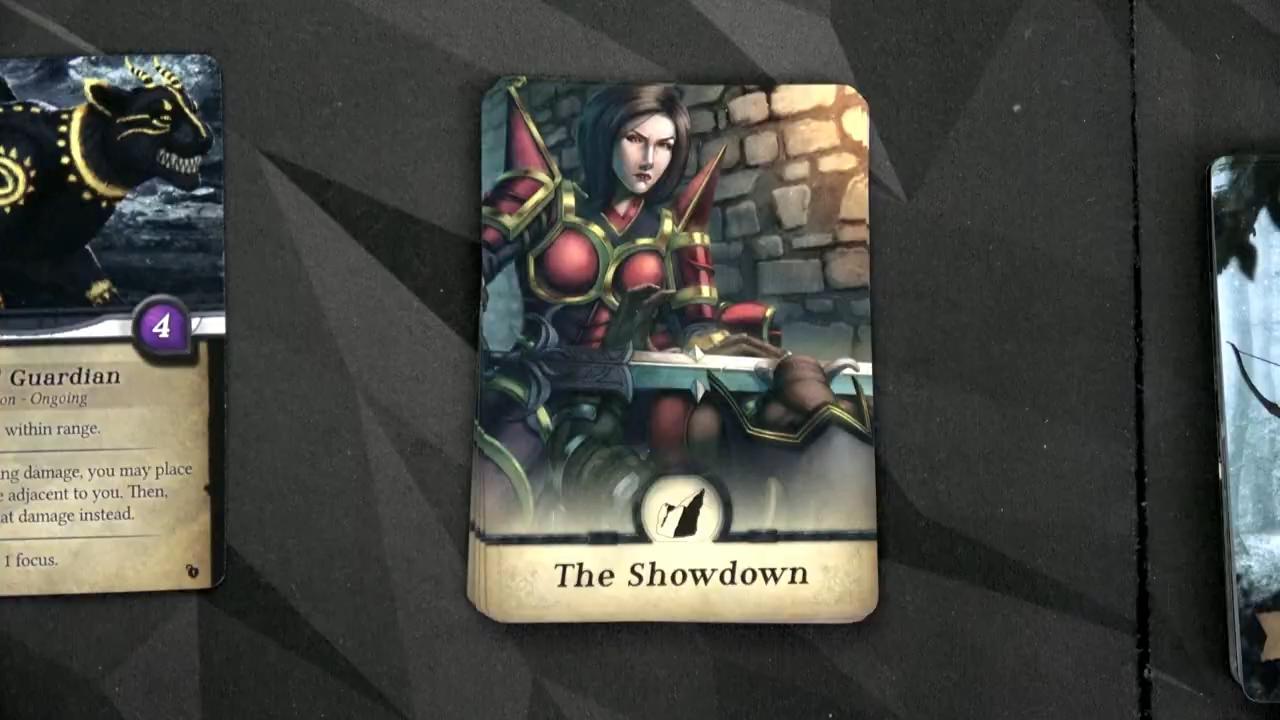 4
Guardian
on - Ongoing
within range.
ng damage, you may place
e adjacent to you. Then,
at damage instead.
1 focus.
The Showdown